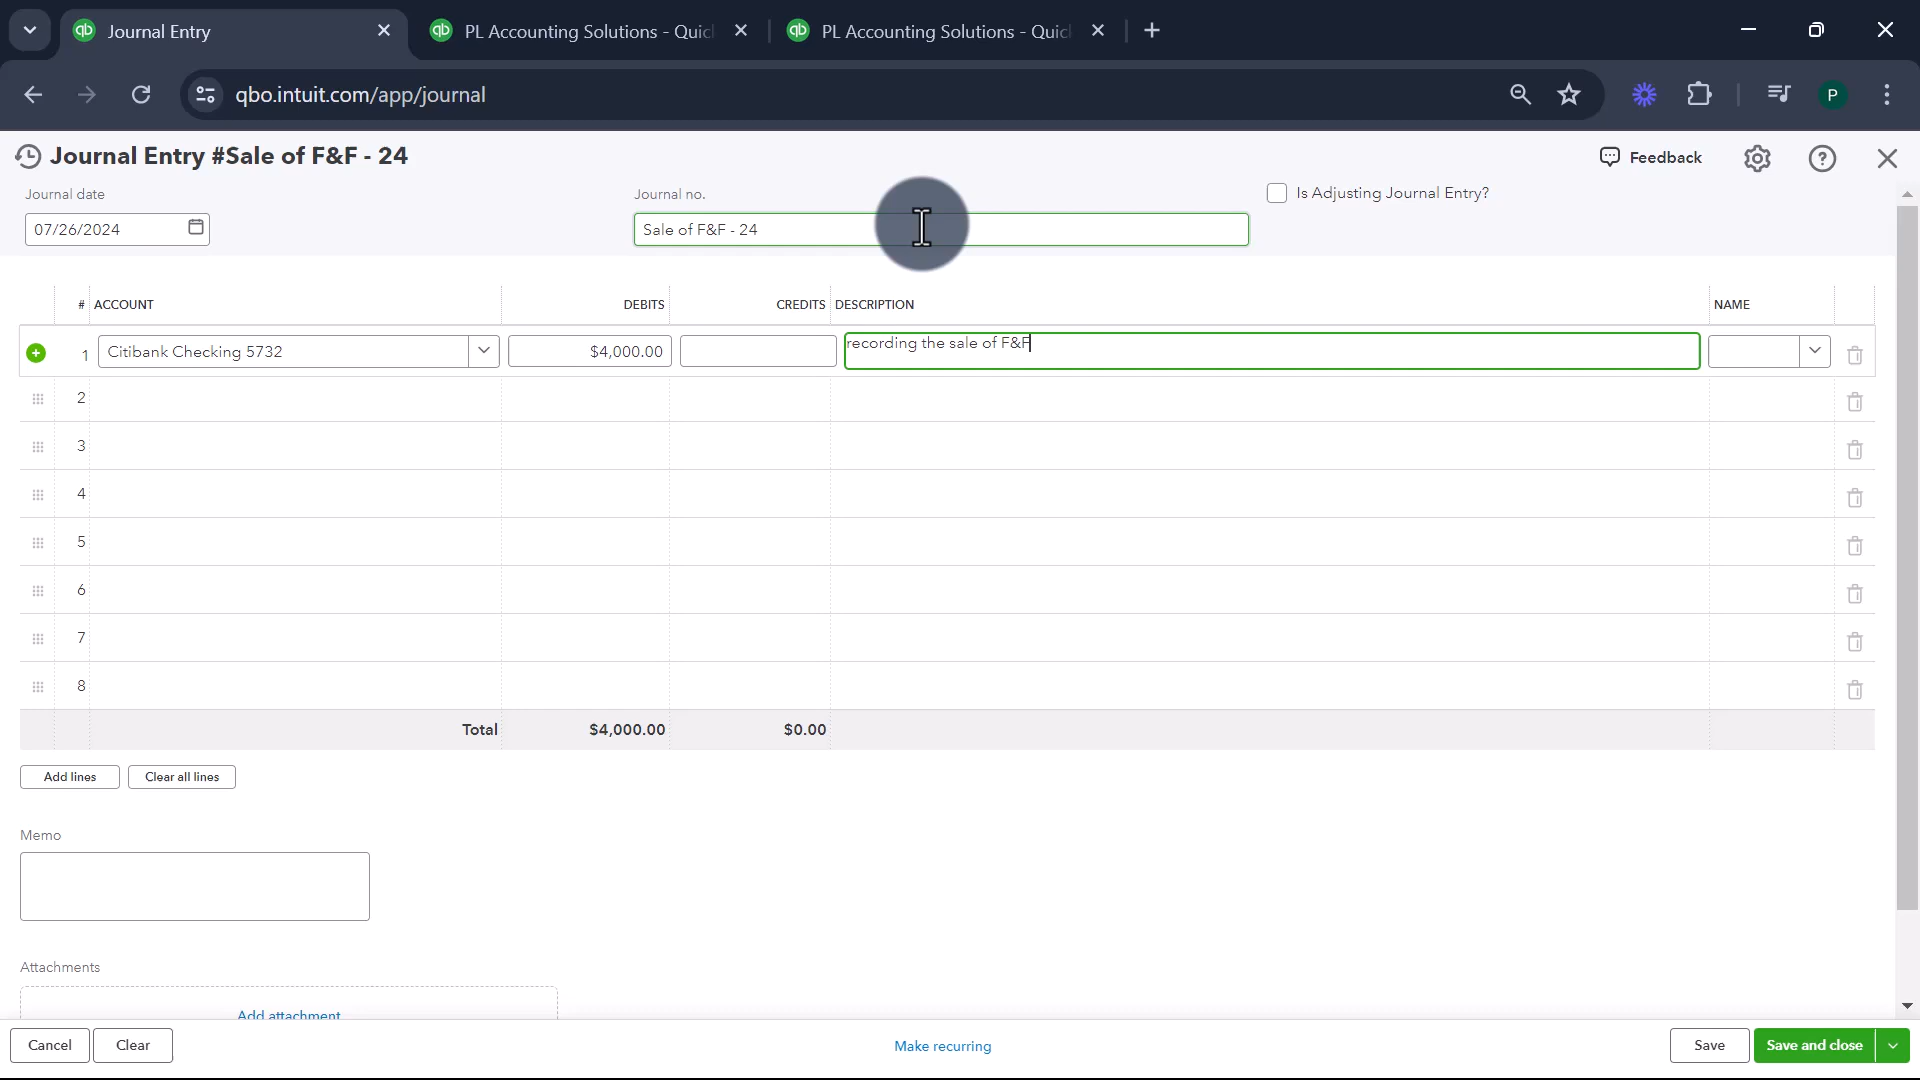 Journal Entry
PL Accounting Solutions - Quic
PL Accounting Solutions - Quic
qbo.intuit.com/app/journal
P
Journal Entry #Sale of F&F - 24
Feedback
Journal date
Journal no.
Is Adjusting Journal Entry?
07/26/2024
Sale of F&F - 24
# ACCOUNT DEBITS CREDITS DESCRIPTION NAME
1 Citibank Checking 5732 $4,000.00 recording the sale of F&F
2
3
4
5
6
7
8
Total $4,000.00 $0.00
Add lines Clear all lines
Memo
Attachments
Add attachment
Cancel Clear Make recurring Save Save and close